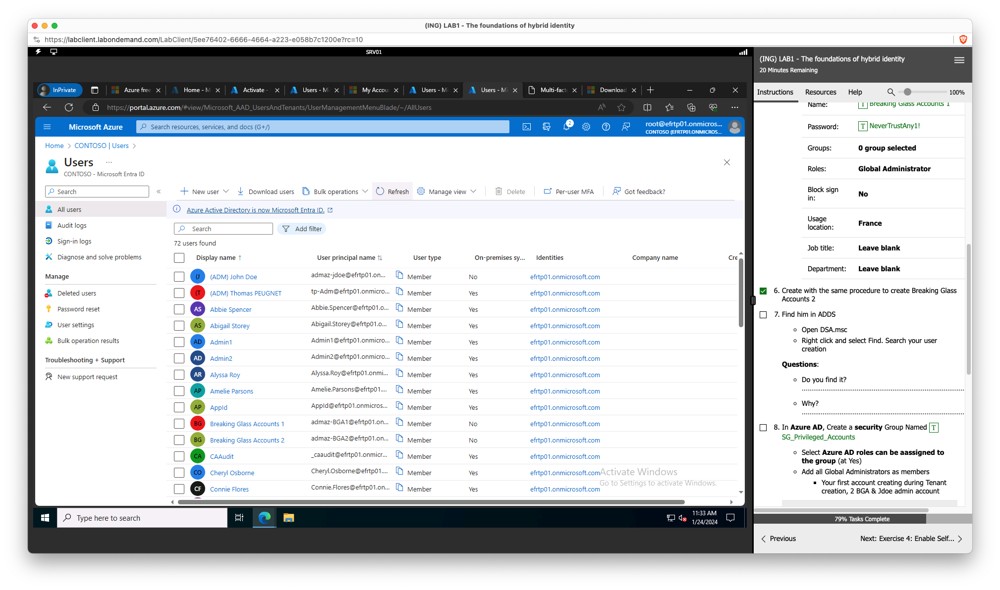 (ING) LAB1 - The foundations of hybrid identity
https://labclient.labondemand.com/LabClient/5ee76402-6666-4664-a223-e058b7c1200e?rc=10
SRV01
InPrivate
Azure free
Home - M
Activate -
Users - Mi
My Accou
Users - Mi
Users - Mi
Multi-fact
Download
https://portal.azure.com/#view/Microsoft_AAD_UsersAndTenants/UserManagementMenuBlade/~/AllUsers
Microsoft Azure
Search resources, services, and docs (G+/)
2
root@efrtp01.onmicros...
CONTOSO (EFRTP01.ONMICROS...
Home > CONTOSO | Users >
Users ...
CONTOSO - Microsoft Entra ID
Search
«
New user
Download users
Bulk operations
Refresh
Manage view
Delete
Per-user MFA
Got feedback?
All users
Audit logs
Sign-in logs
Diagnose and solve problems
Manage
Deleted users
Password reset
User settings
Bulk operation results
Troubleshooting + Support
New support request
Azure Active Directory is now Microsoft Entra ID.
Search
Add filter
72 users found
Display name ↑ User principal name ↑↓ User type On-premises sy... Identities Company name Cre
(J (ADM) John Doe admaz-jdoe@efrtp01.on... Member No efrtp01.onmicrosoft.com
(T (ADM) Thomas PEUGNET tp-Adm@efrtp01.onmicro... Member Yes efrtp01.onmicrosoft.com
AS Abbie Spencer Abbie.Spencer@efrtp01.o... Member Yes efrtp01.onmicrosoft.com
AS Abigail Storey Abigail.Storey@efrtp01.o... Member Yes efrtp01.onmicrosoft.com
AD Admin1 Admin1@efrtp01.onmicro... Member Yes efrtp01.onmicrosoft.com
AD Admin2 Admin2@efrtp01.onmicro... Member Yes efrtp01.onmicrosoft.com
AR Alyssa Roy Alyssa.Roy@efrtp01.onmi... Member Yes efrtp01.onmicrosoft.com
AP Amelie Parsons Amelie.Parsons@efrtp01.... Member Yes efrtp01.onmicrosoft.com
AP AppId AppId@efrtp01.onmicros... Member Yes efrtp01.onmicrosoft.com
BG Breaking Glass Accounts 1 admaz-BGA1@efrtp01.on... Member No efrtp01.onmicrosoft.com
BG Breaking Glass Accounts 2 admaz-BGA2@efrtp01.on... Member No efrtp01.onmicrosoft.com
CA CAAudit _caaudit@efrtp01.onmicr... Member Yes efrtp01.onmicrosoft.com
CO Cheryl Osborne Cheryl.Osborne@efrtp01.... Member Yes efrtp01.onmicrosoft.com
CF Connie Flores Connie.Flores@efrtp01.on... Member Yes efrtp01.onmicrosoft.com
Activate Windows
Go to Settings to activate Windows.
Type here to search
11:33 AM
1/24/2024
(ING) LAB1 - The foundations of hybrid identity
20 Minutes Remaining
Instructions Resources Help 100%
Name: T Breaking Glass Accounts 1
Password: T NeverTrustAny1!
Groups: 0 group selected
Roles: Global Administrator
Block sign
in: No
Usage
location: France
Job title: Leave blank
Department: Leave blank
6. Create with the same procedure to create Breaking Glass
Accounts 2
7. Find him in ADDS
Open DSA.msc
Right click and select Find. Search your user
creation
Questions:
Do you find it?
Why?
8. In Azure AD, Create a security Group Named T
SG_Privileged_Accounts
Select Azure AD roles can be aassigned to
the group (at Yes)
Add all Global Administrators as members
Your first account creating during Tenant
creation, 2 BGA & Jdoe admin account
79% Tasks Complete
Previous
Next: Exercise 4: Enable Self...